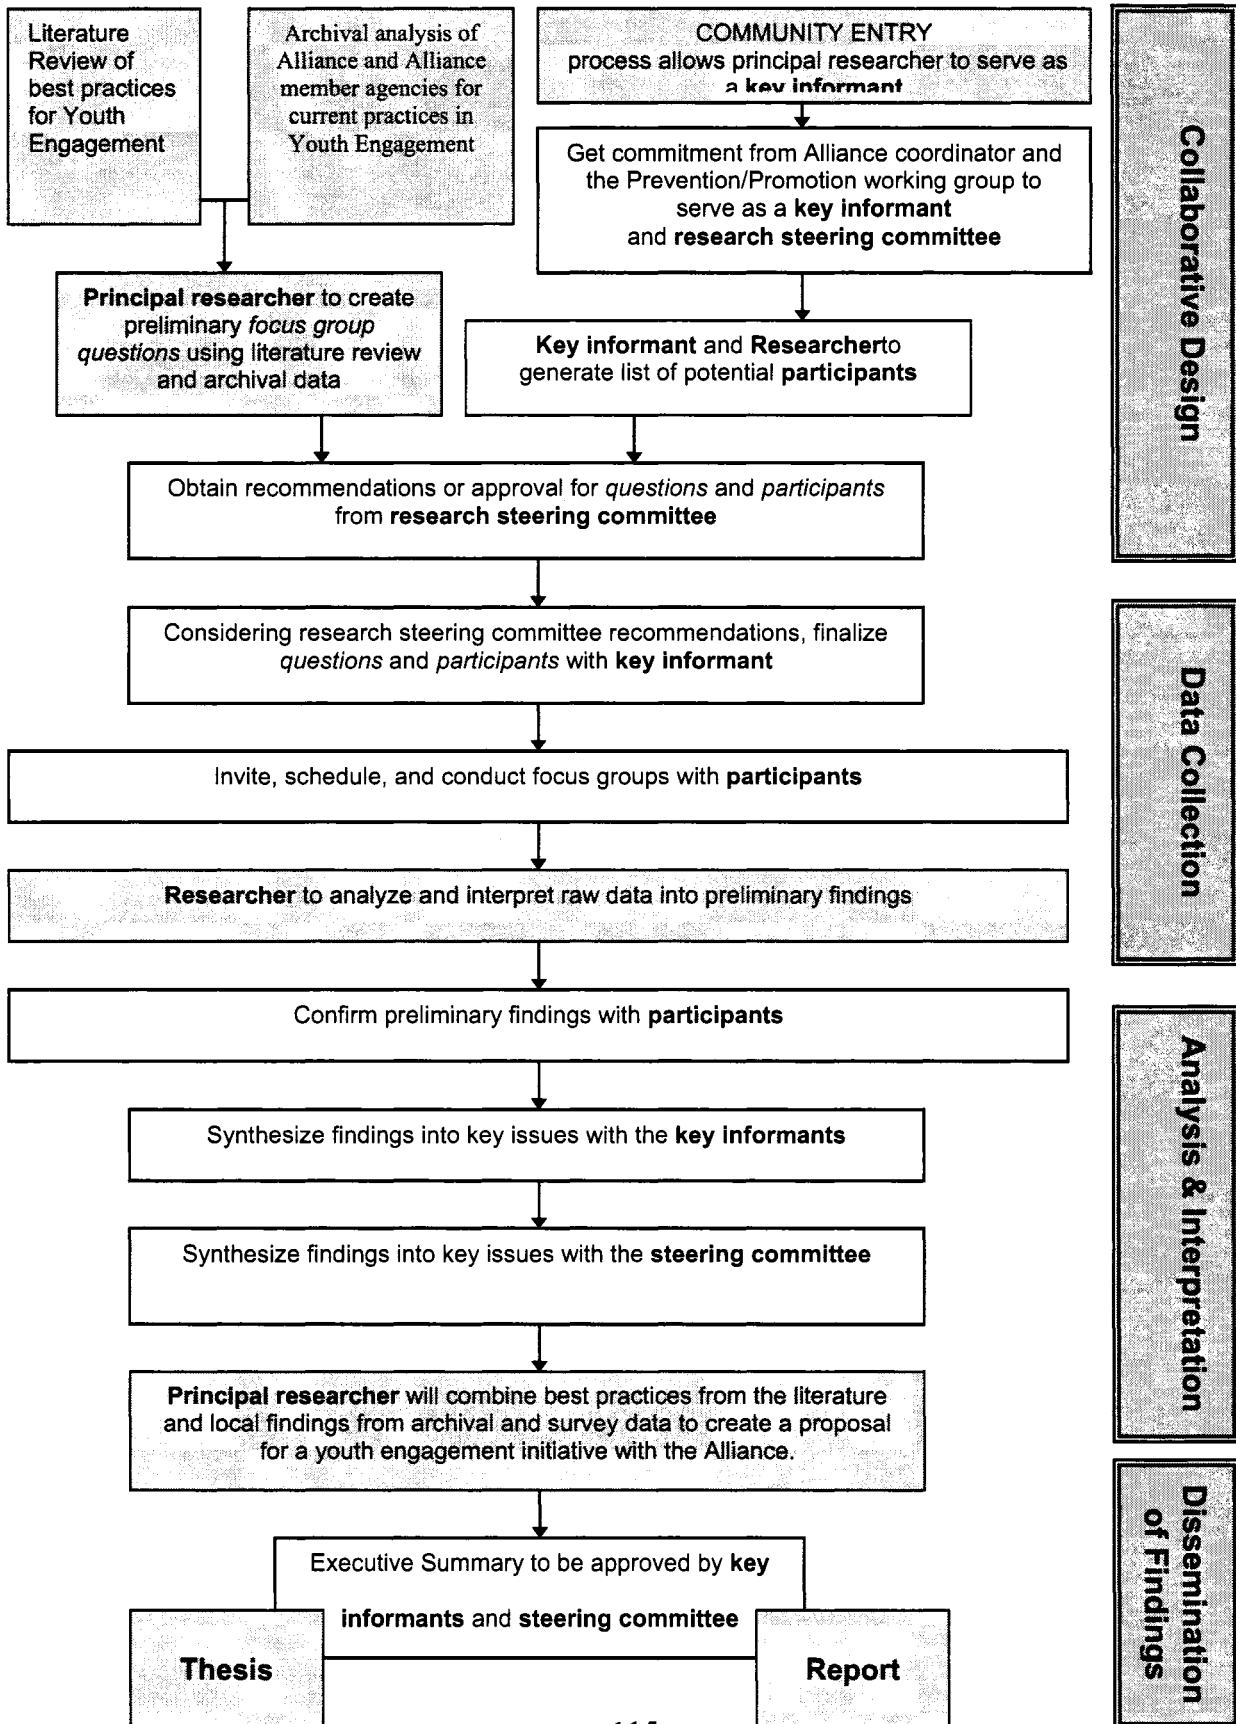 Literature
Review of
best practices
for Youth
Engagement
Archival analysis of
Alliance and Alliance
member agencies for
current practices in
Youth Engagement
COMMUNITY ENTRY
process allows principal researcher to serve as
a key informant
Get commitment from Alliance coordinator and
the Prevention/Promotion working group to
serve as a key informant
and research steering committee
Principal researcher to create
preliminary focus group
questions using literature review
and archival data
Key informant and Researcherto
generate list of potential participants
Obtain recommendations or approval for questions and participants
from research steering committee
Collaborative Design
Considering research steering committee recommendations, finalize
questions and participants with key informant
Invite, schedule, and conduct focus groups with participants
Researcher to analyze and interpret raw data into preliminary findings
Data Collection
Confirm preliminary findings with participants
Synthesize findings into key issues with the key informants
Synthesize findings into key issues with the steering committee
Principal researcher will combine best practices from the literature
and local findings from archival and survey data to create a proposal
for a youth engagement initiative with the Alliance.
Analysis & Interpretation
Executive Summary to be approved by key
informants and steering committee
Thesis
Report
Dissemination
of Findings